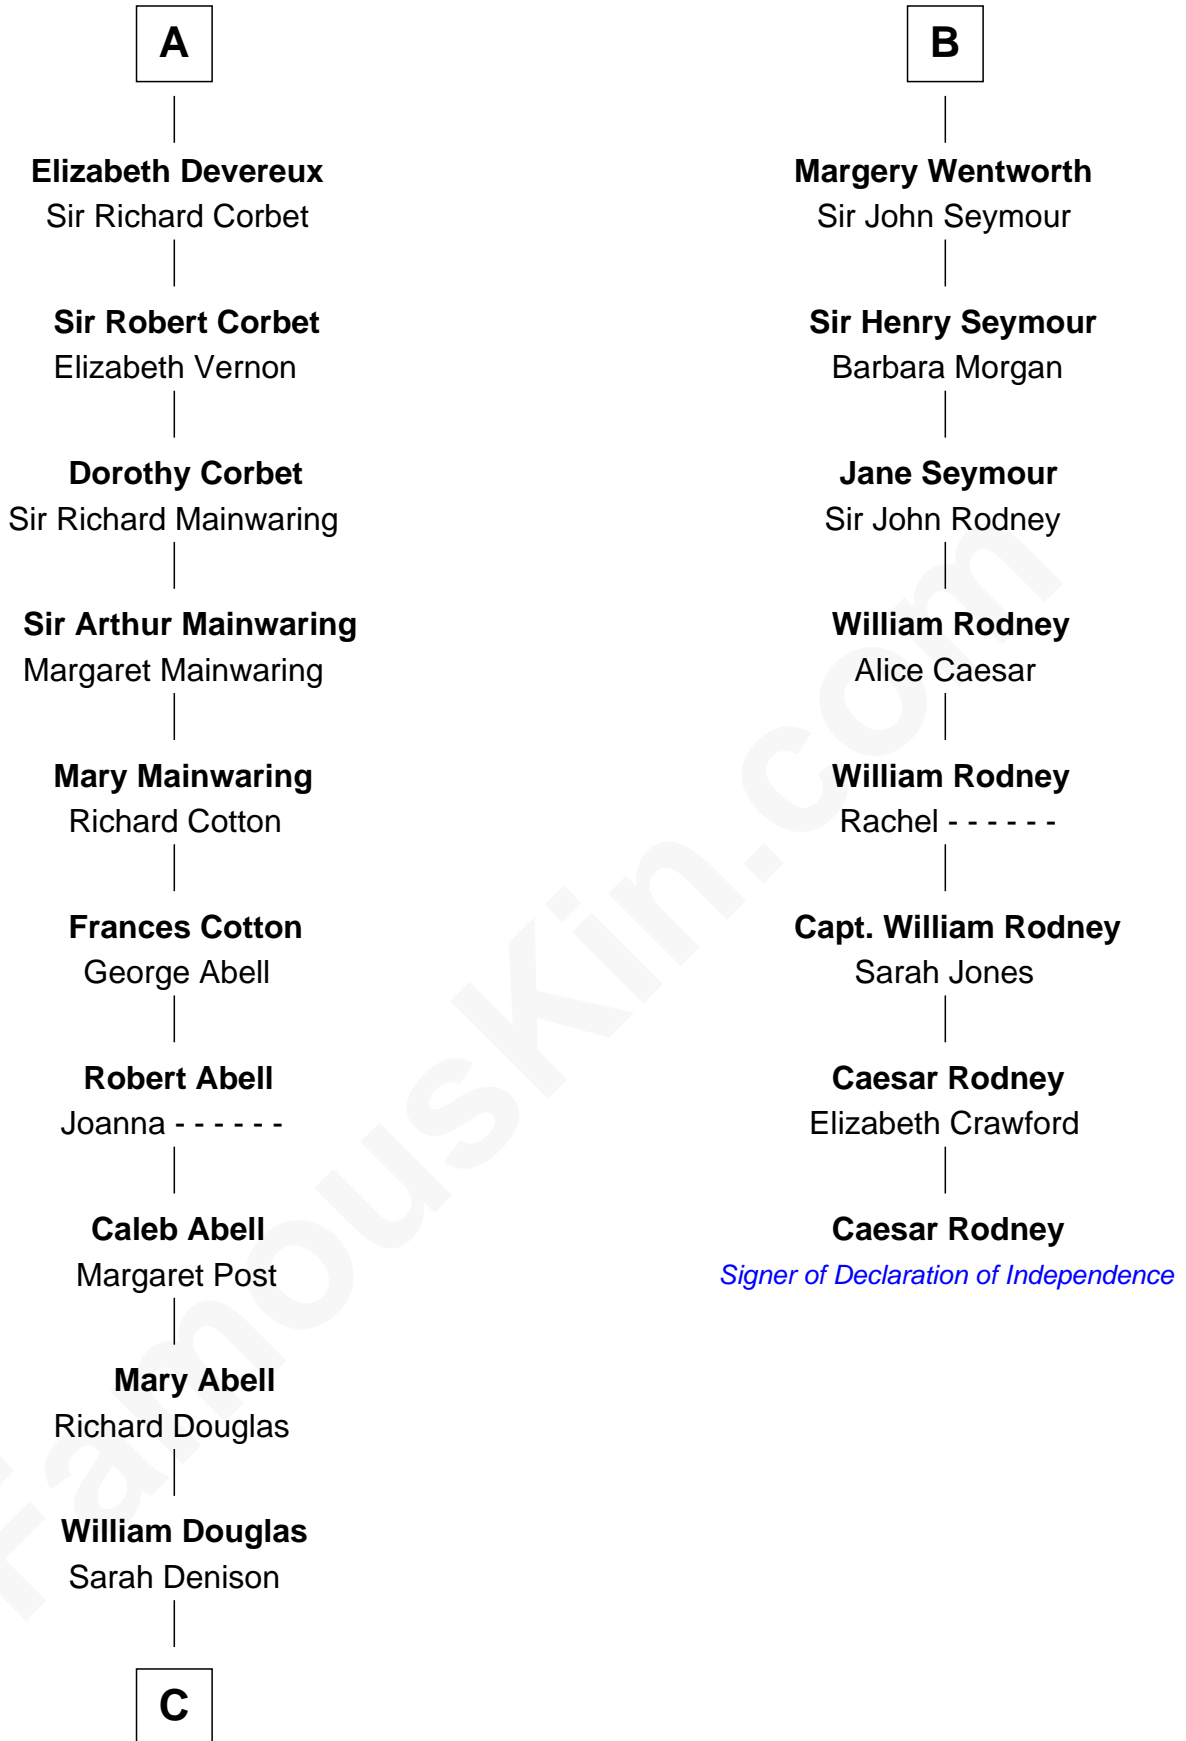 A
Elizabeth Devereux
Sir Richard Corbet
Sir Robert Corbet
Elizabeth Vernon
Dorothy Corbet
Sir Richard Mainwaring
Sir Arthur Mainwaring
Margaret Mainwaring
Mary Mainwaring
Richard Cotton
Frances Cotton
George Abell
Robert Abell
Joanna - - - - - -
Caleb Abell
Margaret Post
Mary Abell
Richard Douglas
William Douglas
Sarah Denison
C
B
Margery Wentworth
Sir John Seymour
Sir Henry Seymour
Barbara Morgan
Jane Seymour
Sir John Rodney
William Rodney
Alice Caesar
William Rodney
Rachel - - - - - -
Capt. William Rodney
Sarah Jones
Caesar Rodney
Elizabeth Crawford
Caesar Rodney
Signer of Declaration of Independence
FamousKin.com